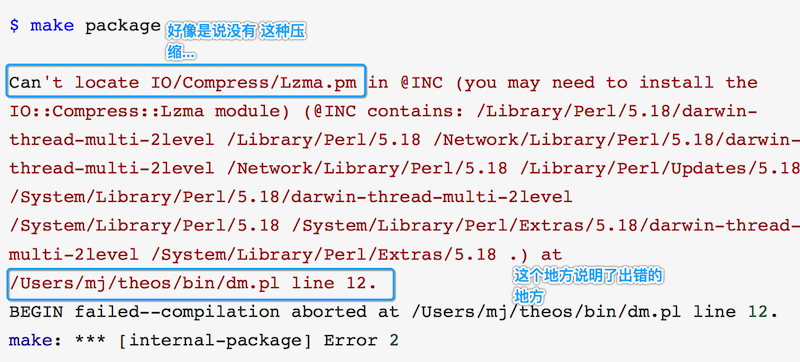 $ make package
好像是说没有 这种压
缩...
Can't locate IO/Compress/Lzma.pm in @INC (you may need to install the
IO::Compress::Lzma module) (@INC contains: /Library/Perl/5.18/darwin-
thread-multi-2level /Library/Perl/5.18 /Network/Library/Perl/5.18/darwin-
thread-multi-2level /Network/Library/Perl/5.18 /Library/Perl/Updates/5.18
/System/Library/Perl/5.18/darwin-thread-multi-2level
/System/Library/Perl/5.18 /System/Library/Perl/Extras/5.18/darwin-thread-
multi-2level /System/Library/Perl/Extras/5.18 .) at
/Users/mj/theos/bin/dm.pl line 12.
这个地方说明了出错的
地方
BEGIN failed--compilation aborted at /Users/mj/theos/bin/dm.pl line 12.
make: *** [internal-package] Error 2